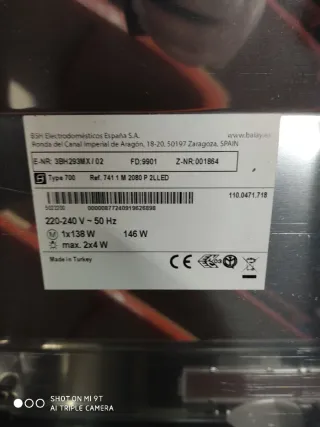 BSH Electrodomésticos España S.A.
www.balay.es
Ronda del Canal Imperial de Aragón, 18-20. 50197 Zaragoza, SPAIN
E-NR: 3BH293MX/02 FD:9901 Z-NR:001864
Type 700 Ref. 741 1 M 2080 P 2LLED
110.0471.718
220-240 V ~ 50 Hz
M 1x138 W 146 W
max. 2x4 W
CE
Made in Turkey
SHOT ON MI 9T
AI TRIPLE CAMERA